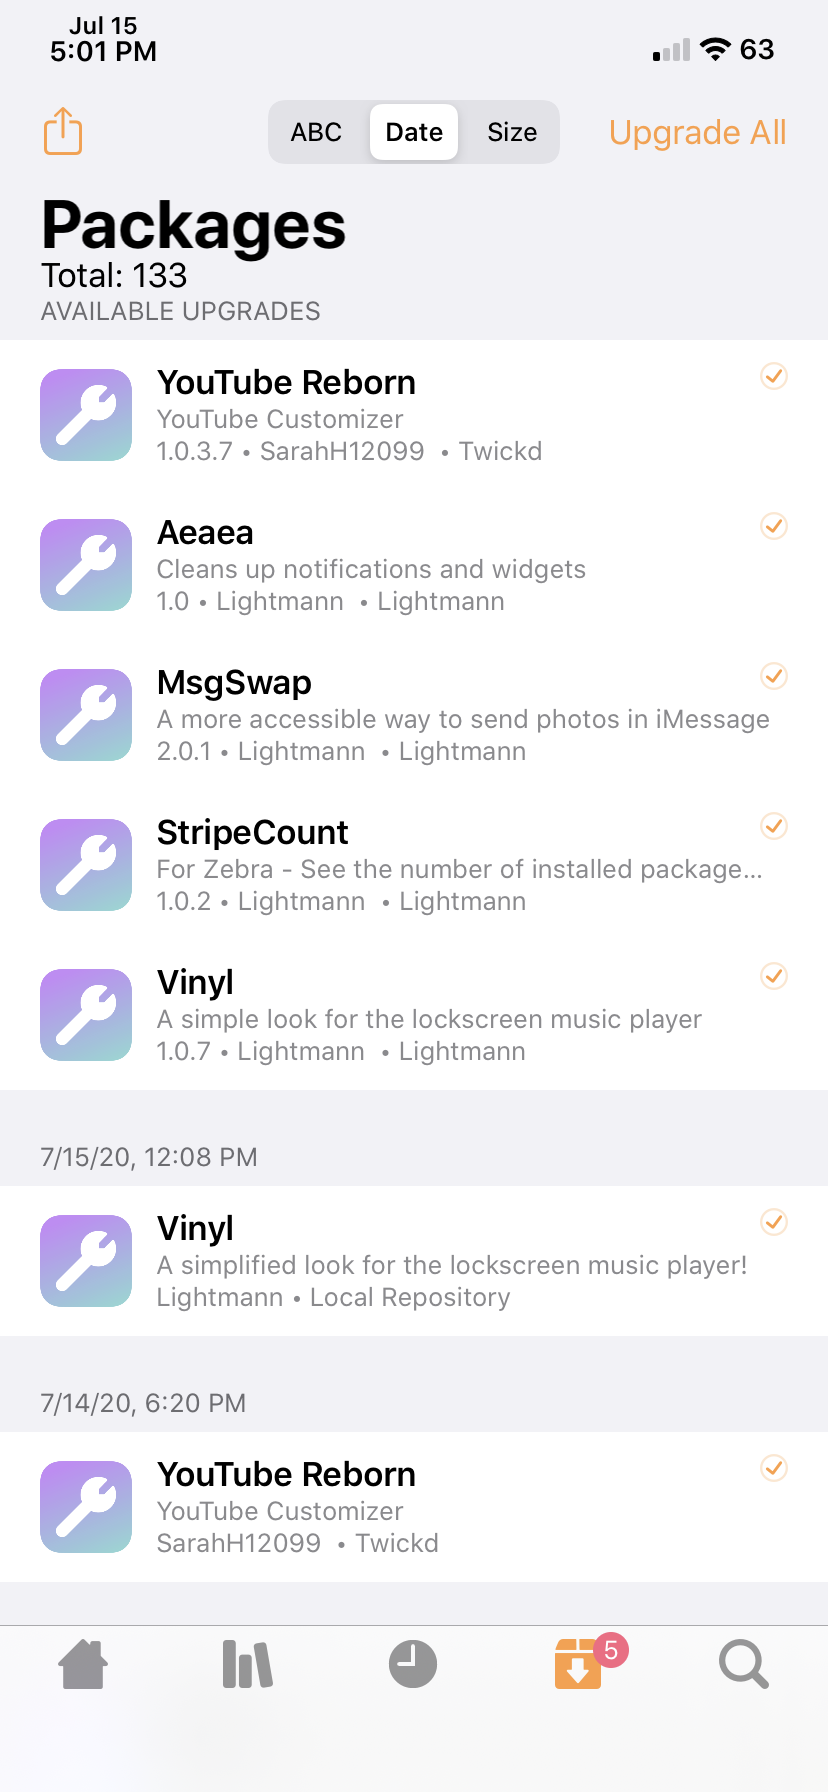 Jul 15
5:01 PM
63
ABC Date Size
Upgrade All
Packages
Total: 133
AVAILABLE UPGRADES
YouTube Reborn
YouTube Customizer
1.0.3.7 • SarahH12099 • Twickd
Aeaea
Cleans up notifications and widgets
1.0 • Lightmann • Lightmann
MsgSwap
A more accessible way to send photos in iMessage
2.0.1 • Lightmann • Lightmann
StripeCount
For Zebra - See the number of installed package...
1.0.2 • Lightmann • Lightmann
Vinyl
A simple look for the lockscreen music player
1.0.7 • Lightmann • Lightmann
7/15/20, 12:08 PM
Vinyl
A simplified look for the lockscreen music player!
Lightmann • Local Repository
7/14/20, 6:20 PM
YouTube Reborn
YouTube Customizer
SarahH12099 • Twickd
5